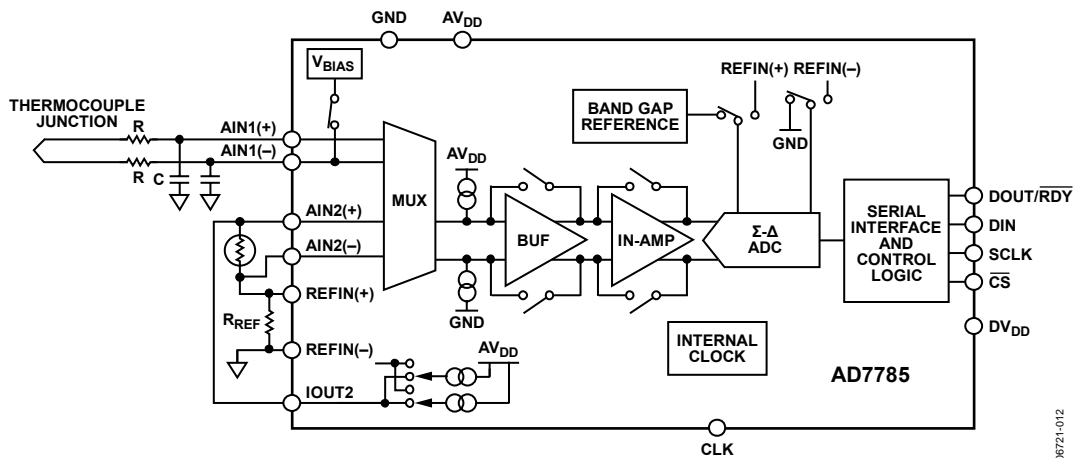 GND
AVDD
VBIAS
REFIN(+)
REFIN(–)
THERMOCOUPLE
JUNCTION
BAND GAP
REFERENCE
R
AIN1(+)
GND
AIN1(–)
R
C
AVDD
MUX
DOUT/RDY
SERIAL
INTERFACE
AND
CONTROL
LOGIC
AIN2(+)
BUF
IN-AMP
Σ-Δ
ADC
DIN
AIN2(–)
SCLK
CS
REFIN(+)
GND
RREF
INTERNAL
CLOCK
DVDD
REFIN(–)
AVDD
AD7785
IOUT2
CLK
06721-012